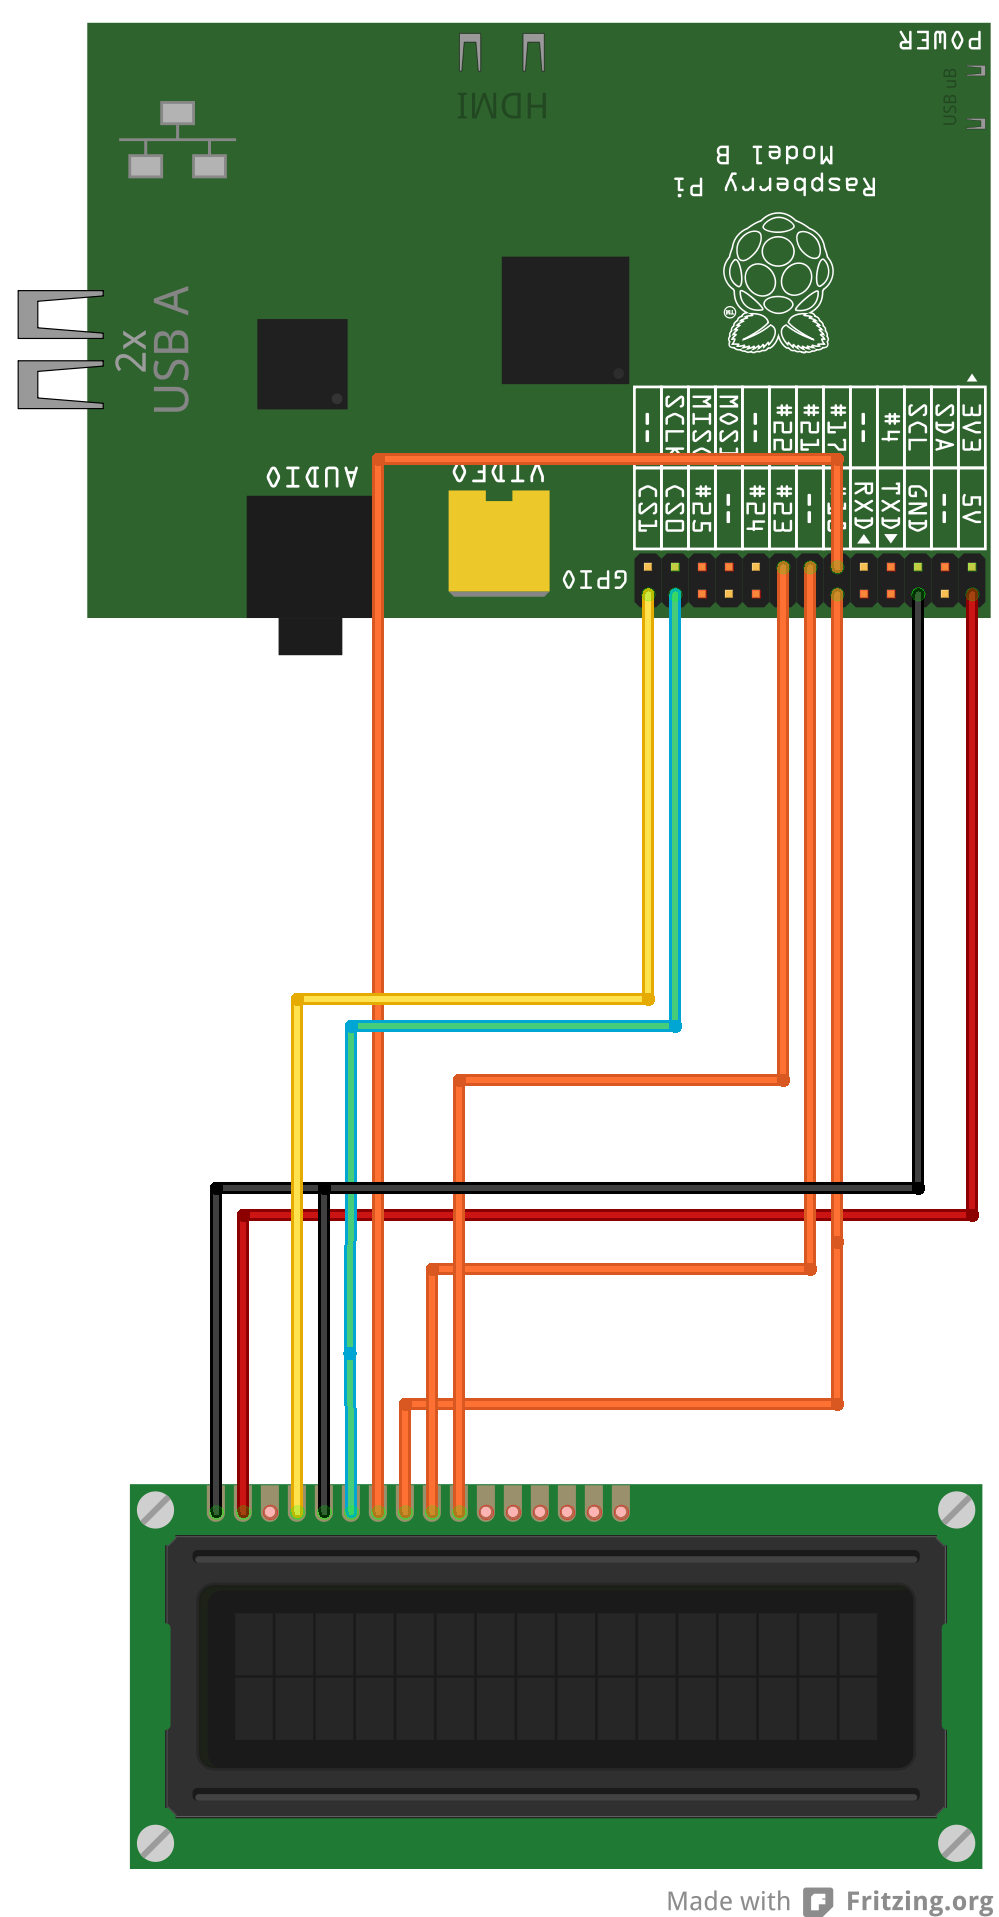 POWER
USB uB
HDMI
Raspberry Pi
Model B
TM
2x
USB A
AUDIO
VIDEO
GPIO
-- SCLK MISO MOSI -- #22 #21 #17 -- #4 SCL SDA 3V3
CS1 CS0 #25 -- #24 #23 -- #18 RXD TXD GND -- 5V
Made with Fritzing.org